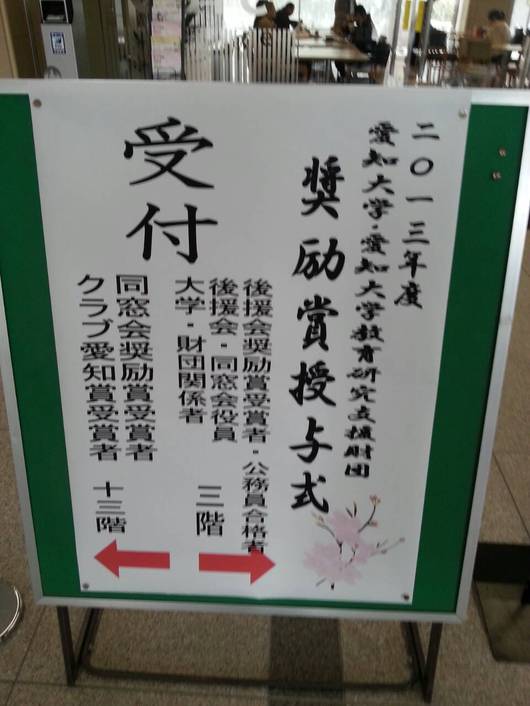 二〇一三年度
愛知大学・愛知大学教育研究支援財団
奨励賞授与式
受付
後援会奨励賞受賞者・公務員合格者
後援会・同窓会役員
大学・財団関係者
三階
同窓会奨励賞受賞者
クラブ愛知賞受賞者
十三階